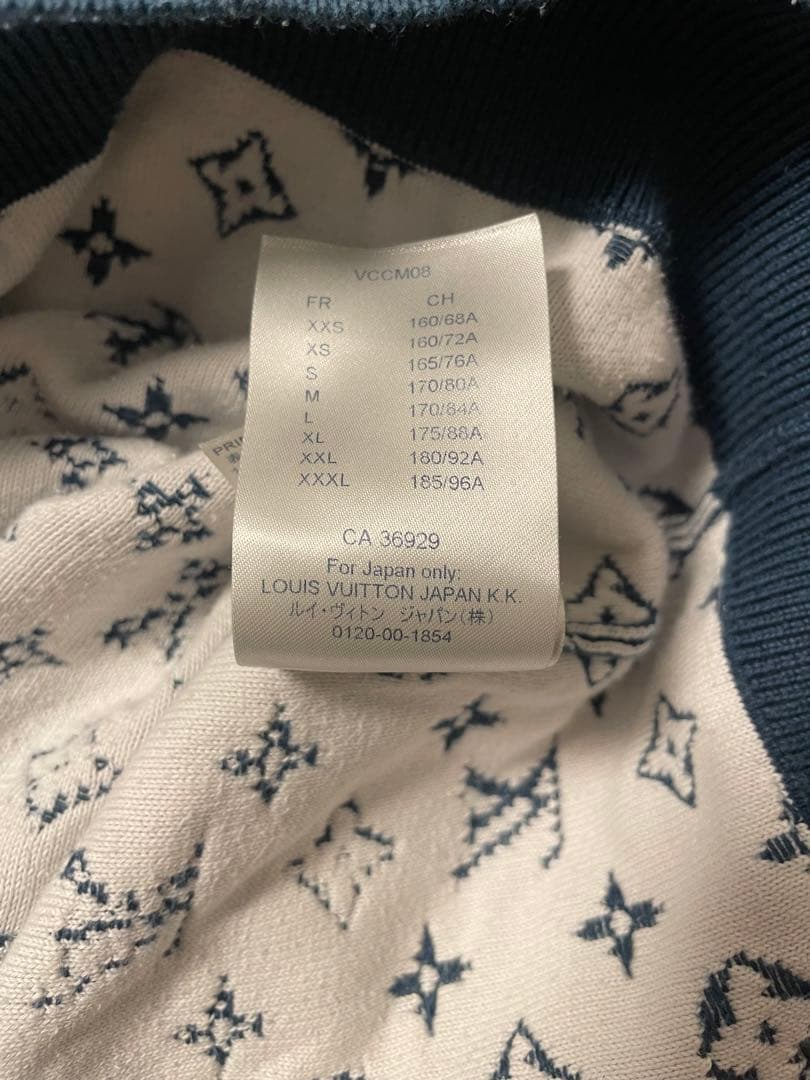 VCCM08
FR CH
XXS 160/68A
XS 160/72A
S 165/76A
M 170/80A
L 170/84A
XL 175/88A
XXL 180/92A
XXXL 185/96A
CA 36929
For Japan only:
LOUIS VUITTON JAPAN K.K.
ルイ・ヴィトン ジャパン(株)
0120-00-1854